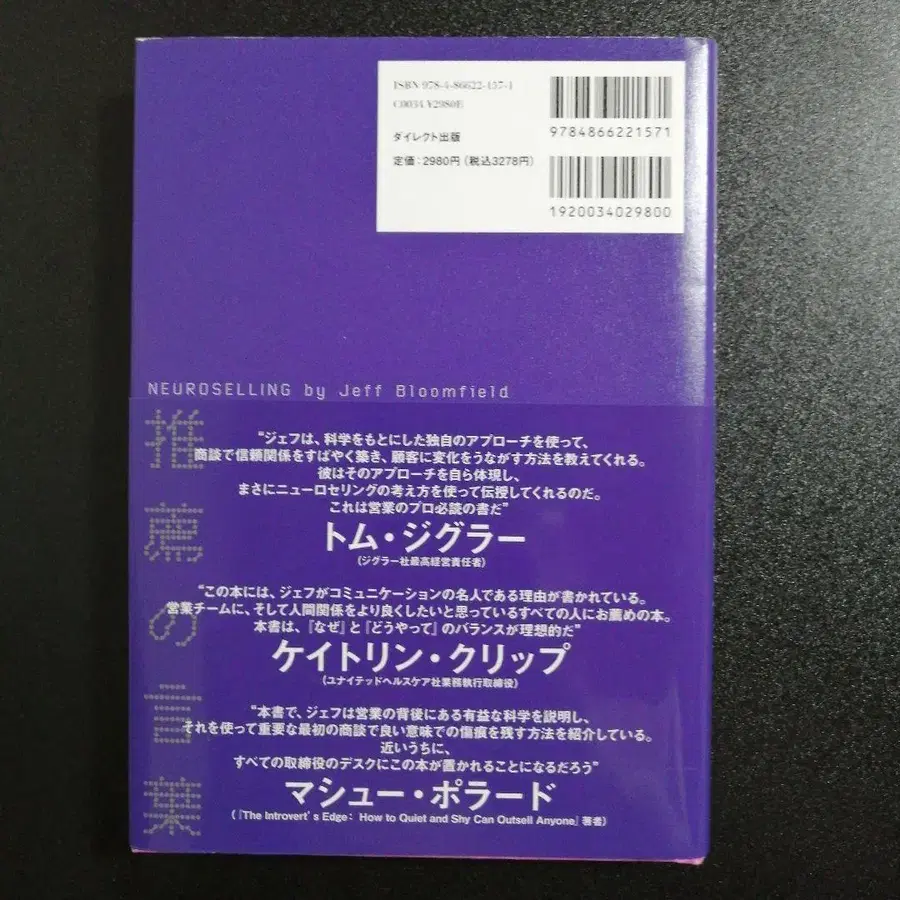 ISBN 978-4-86622-157-1
C0034 ¥2980E
ダイレクト出版
定価：2980円（税込3278円）
9784866221571
1920034029800
NEUROSELLING by Jeff Bloomfield
推薦の言葉
“ジェフは、科学をもとにした独自のアプローチを使って、
商談で信頼関係をすばやく築き、顧客に変化をうながす方法を教えてくれる。
彼はそのアプローチを自ら体現し、
まさにニューロセリングの考え方を使って伝授してくれるのだ。
これは営業のプロ必読の書だ”
トム・ジグラー
（ジグラー社最高経営責任者）
“この本には、ジェフがコミュニケーションの名人である理由が書かれている。
営業チームに、そして人間関係をより良くしたいと思っているすべての人にお薦めの本。
本書は、『なぜ』と『どうやって』のバランスが理想的だ”
ケイトリン・クリップ
（ユナイテッドヘルスケア社業務執行取締役）
“本書で、ジェフは営業の背後にある有益な科学を説明し、
それを使って重要な最初の商談で良い意味での傷痕を残す方法を紹介している。
近いうちに、
すべての取締役のデスクにこの本が置かれることになるだろう”
マシュー・ポラード
（『The Introvert's Edge: How to Quiet and Shy Can Outsell Anyone』著者）